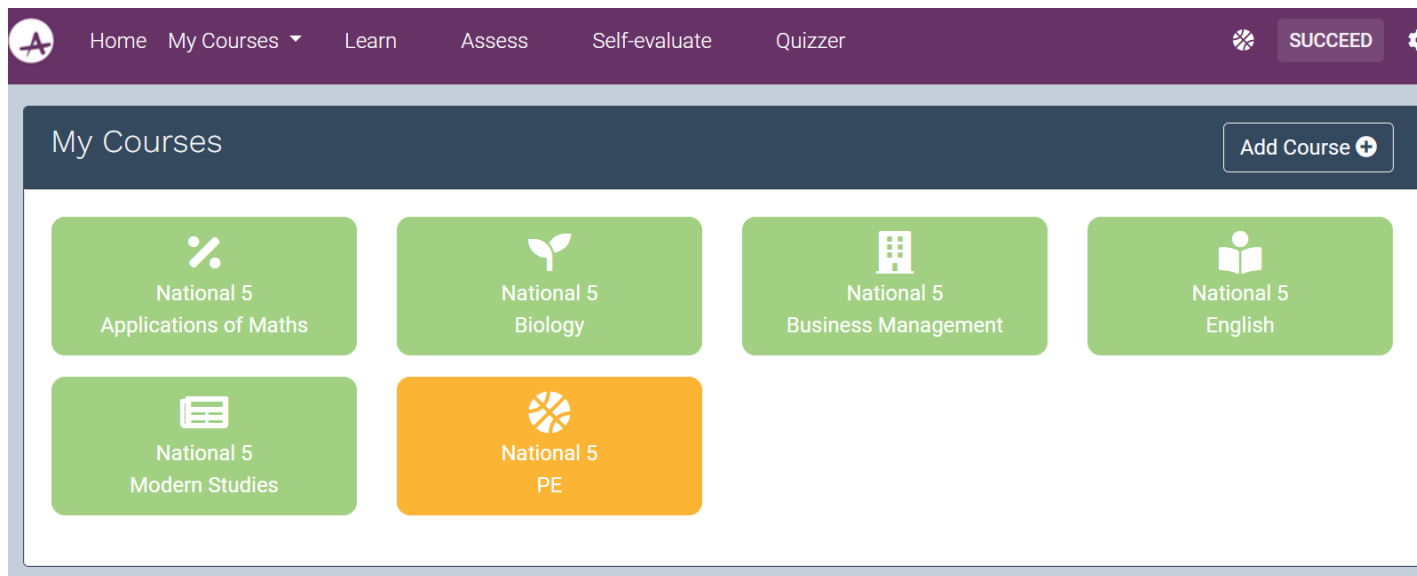 Home My Courses Learn Assess Self-evaluate Quizzer SUCCEED
My Courses
Add Course
National 5
Applications of Maths
National 5
Biology
National 5
Business Management
National 5
English
National 5
Modern Studies
National 5
PE